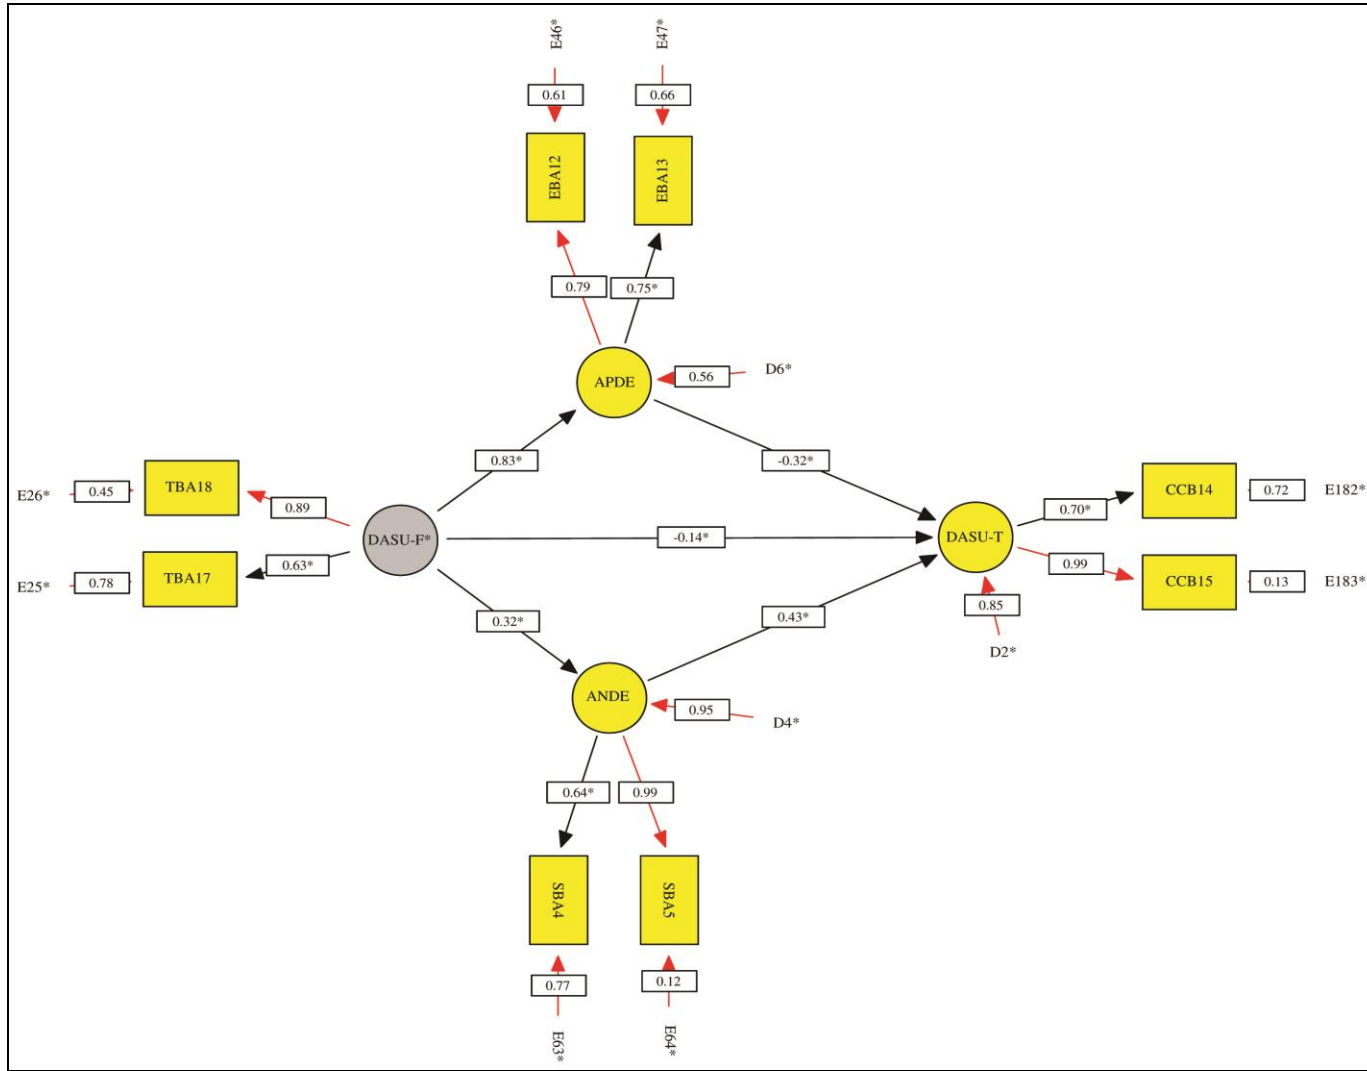 E46*
E47*
0.61
0.66
EBA12
EBA13
0.79
0.75*
APDE
0.56
D6*
0.83*
-0.32*
E26*
0.45
TBA18
0.89
CCB14
0.72
E182*
0.70*
DASU-F*
-0.14*
DASU-T
E25*
0.78
TBA17
0.63*
0.99
CCB15
0.13
E183*
0.85
0.32*
0.43*
D2*
ANDE
0.95
D4*
0.64*
0.99
SBA4
SBA5
0.77
0.12
E63*
E64*